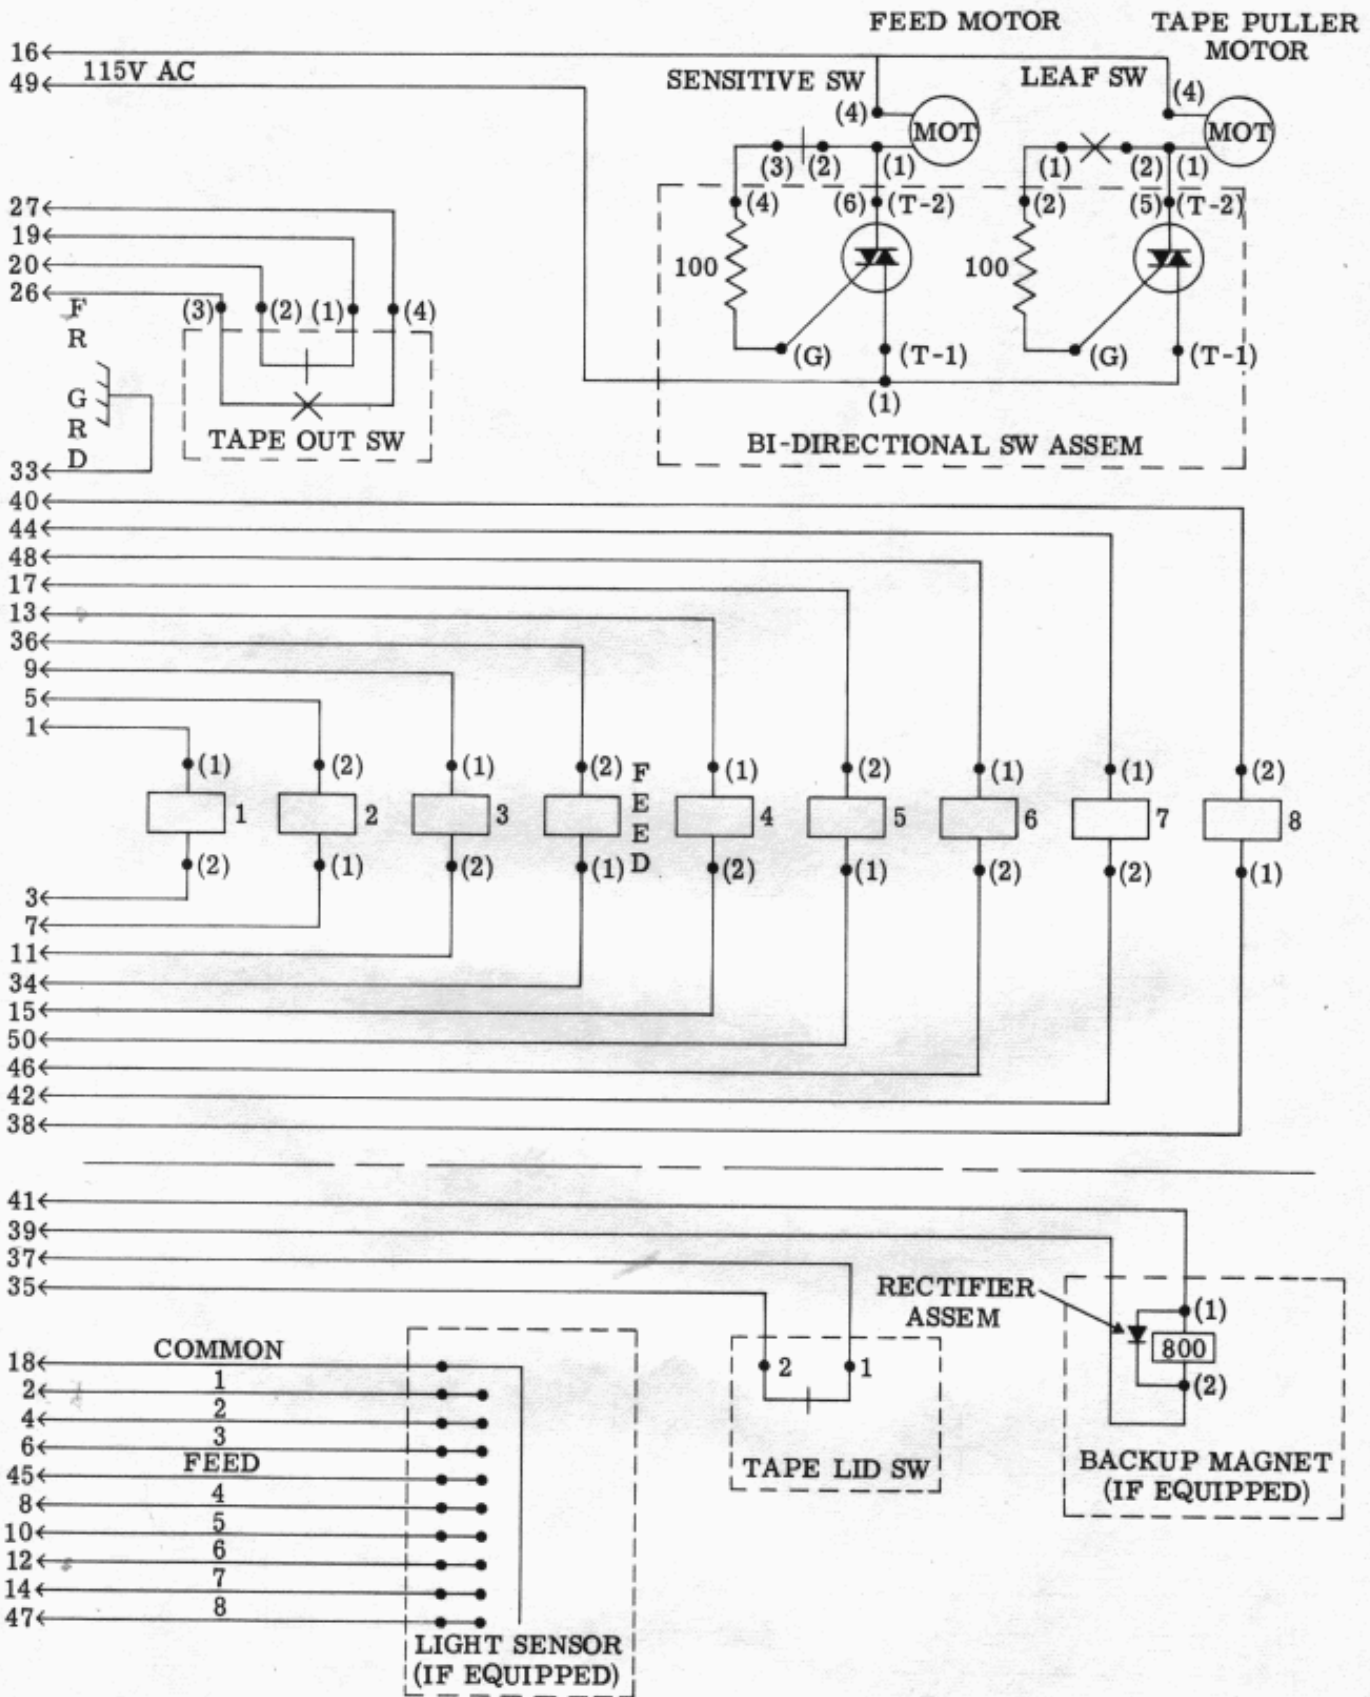 FEED MOTOR
TAPE PULLER
MOTOR
16
115V AC
49
SENSITIVE SW
LEAF SW
(4)
(4)
MOT
MOT
(3) (2) (1)
(1) (2) (1)
27
19
20
26
(4) (6) (T-2)
(2) (5) (T-2)
100
100
(3) (2) (1) (4)
FR GRD
(G) (T-1)
(G) (T-1)
(1)
TAPE OUT SW
BI-DIRECTIONAL SW ASSEM
33
40
44
48
17
13
36
9
5
1
(1) (2) (1) (2) (1) (2) (1) (1) (2)
FEED
1 2 3 4 5 6 7 8
(2) (1) (2) (1) (2) (1) (2) (2) (1)
3
7
11
34
15
50
46
42
38
41
39
37
35
RECTIFIER
ASSEM
(1)
800
(2)
2 1
TAPE LID SW
BACKUP MAGNET
(IF EQUIPPED)
COMMON
18
1
2
2
4
3
6
FEED
45
4
8
5
10
6
12
7
14
8
47
LIGHT SENSOR
(IF EQUIPPED)